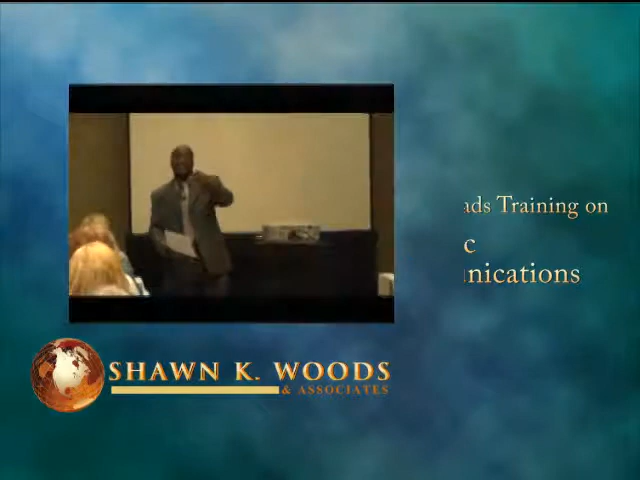 ads Training on
c
nications
SHAWN K. WOODS
& ASSOCIATES